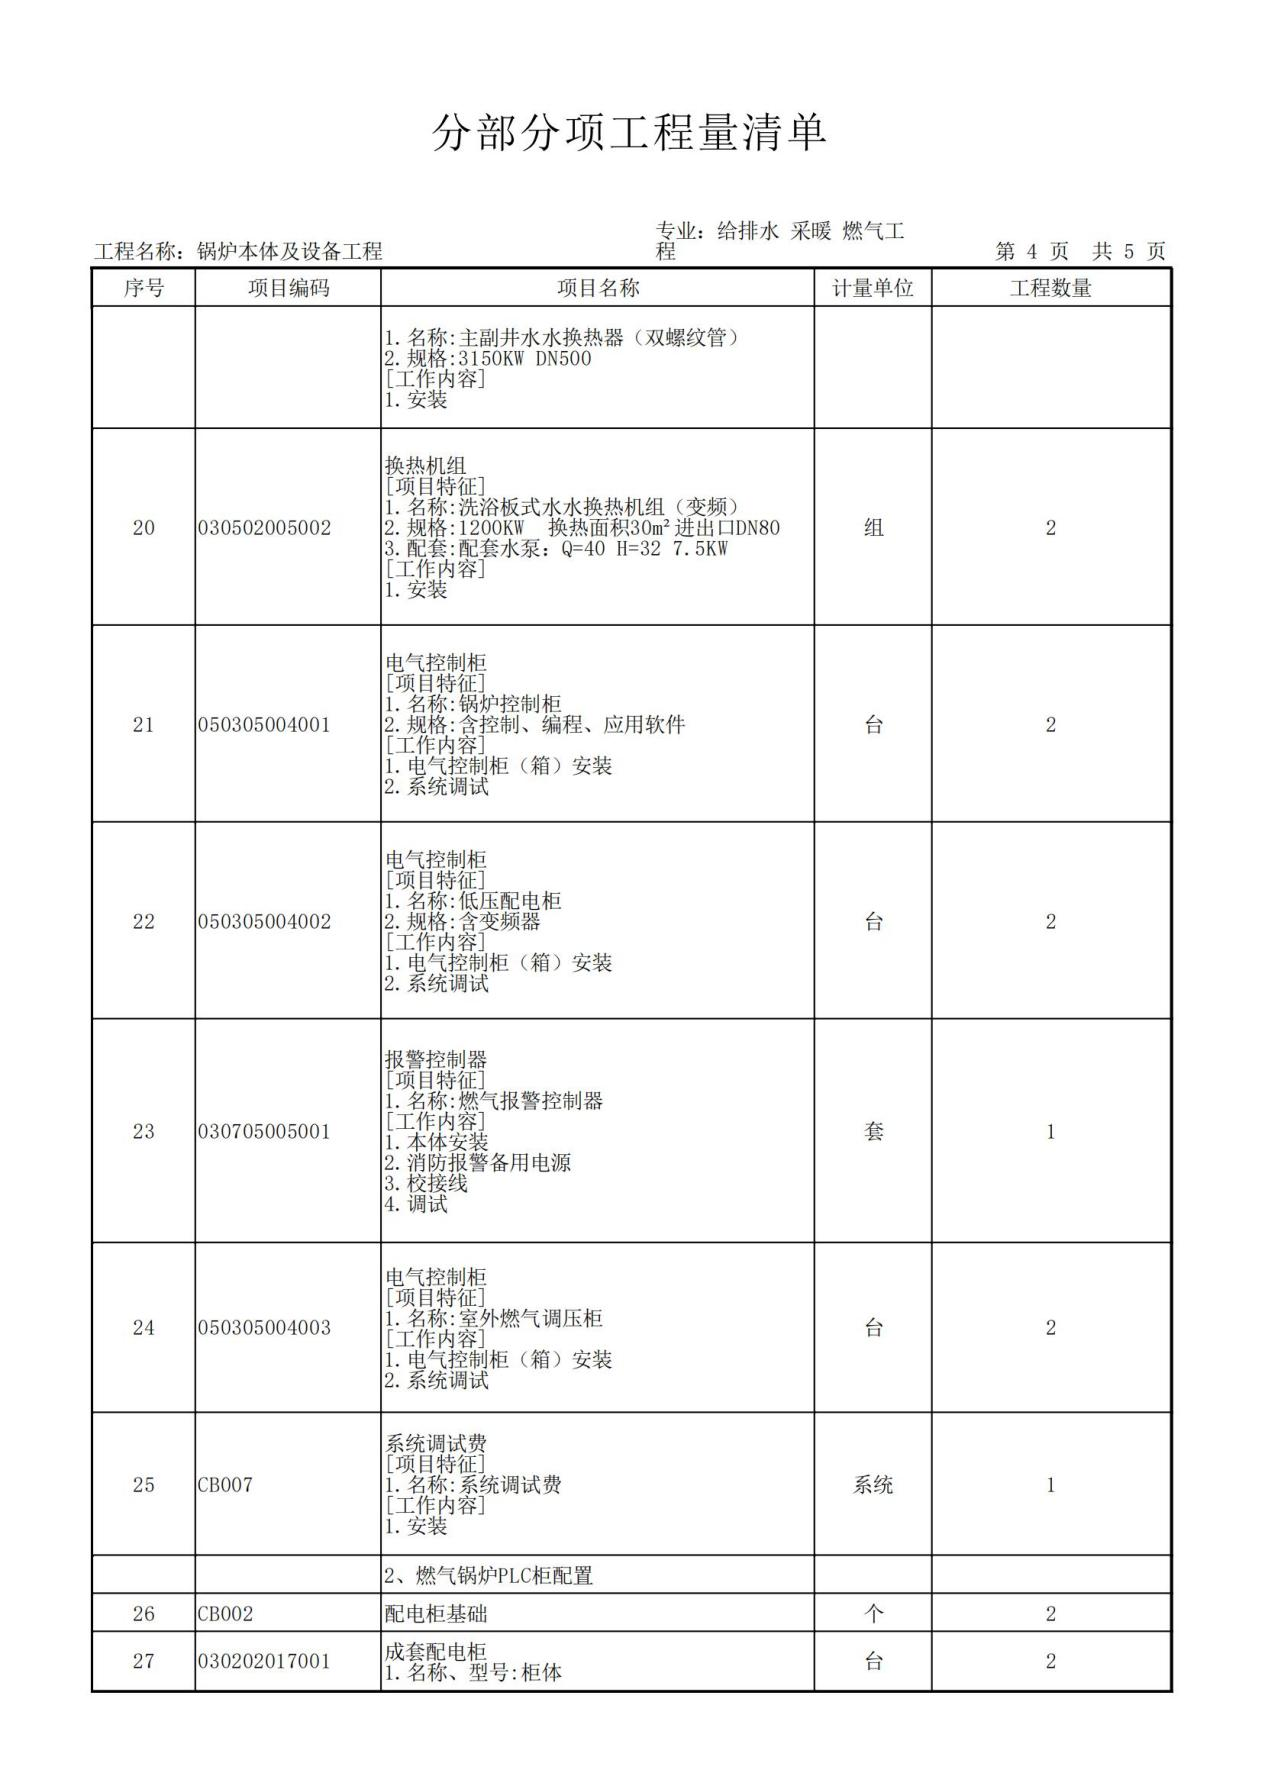 分部分项工程量清单
工程名称：锅炉本体及设备工程
专业：给排水 采暖 燃气工
程
第 4 页 共 5 页
序号 项目编码 项目名称 计量单位 工程数量
1.名称:主副井水水换热器（双螺纹管）
2.规格:3150KW DN500
[工作内容]
1.安装
20 030502005002
换热机组
[项目特征]
1.名称:洗浴板式水水换热机组（变频）
2.规格:1200KW 换热面积30m²进出口DN80
3.配套:配套水泵：Q=40 H=32 7.5KW
[工作内容]
1.安装
组 2
21 050305004001
电气控制柜
[项目特征]
1.名称:锅炉控制柜
2.规格:含控制、编程、应用软件
[工作内容]
1.电气控制柜（箱）安装
2.系统调试
台 2
22 050305004002
电气控制柜
[项目特征]
1.名称:低压配电柜
2.规格:含变频器
[工作内容]
1.电气控制柜（箱）安装
2.系统调试
台 2
23 030705005001
报警控制器
[项目特征]
1.名称:燃气报警控制器
[工作内容]
1.本体安装
2.消防报警备用电源
3.校接线
4.调试
套 1
24 050305004003
电气控制柜
[项目特征]
1.名称:室外燃气调压柜
[工作内容]
1.电气控制柜（箱）安装
2.系统调试
台 2
25 CB007
系统调试费
[项目特征]
1.名称:系统调试费
[工作内容]
1.安装
系统 1
2、燃气锅炉PLC柜配置
26 CB002 配电柜基础 个 2
27 030202017001
成套配电柜
1.名称、型号:柜体
台 2